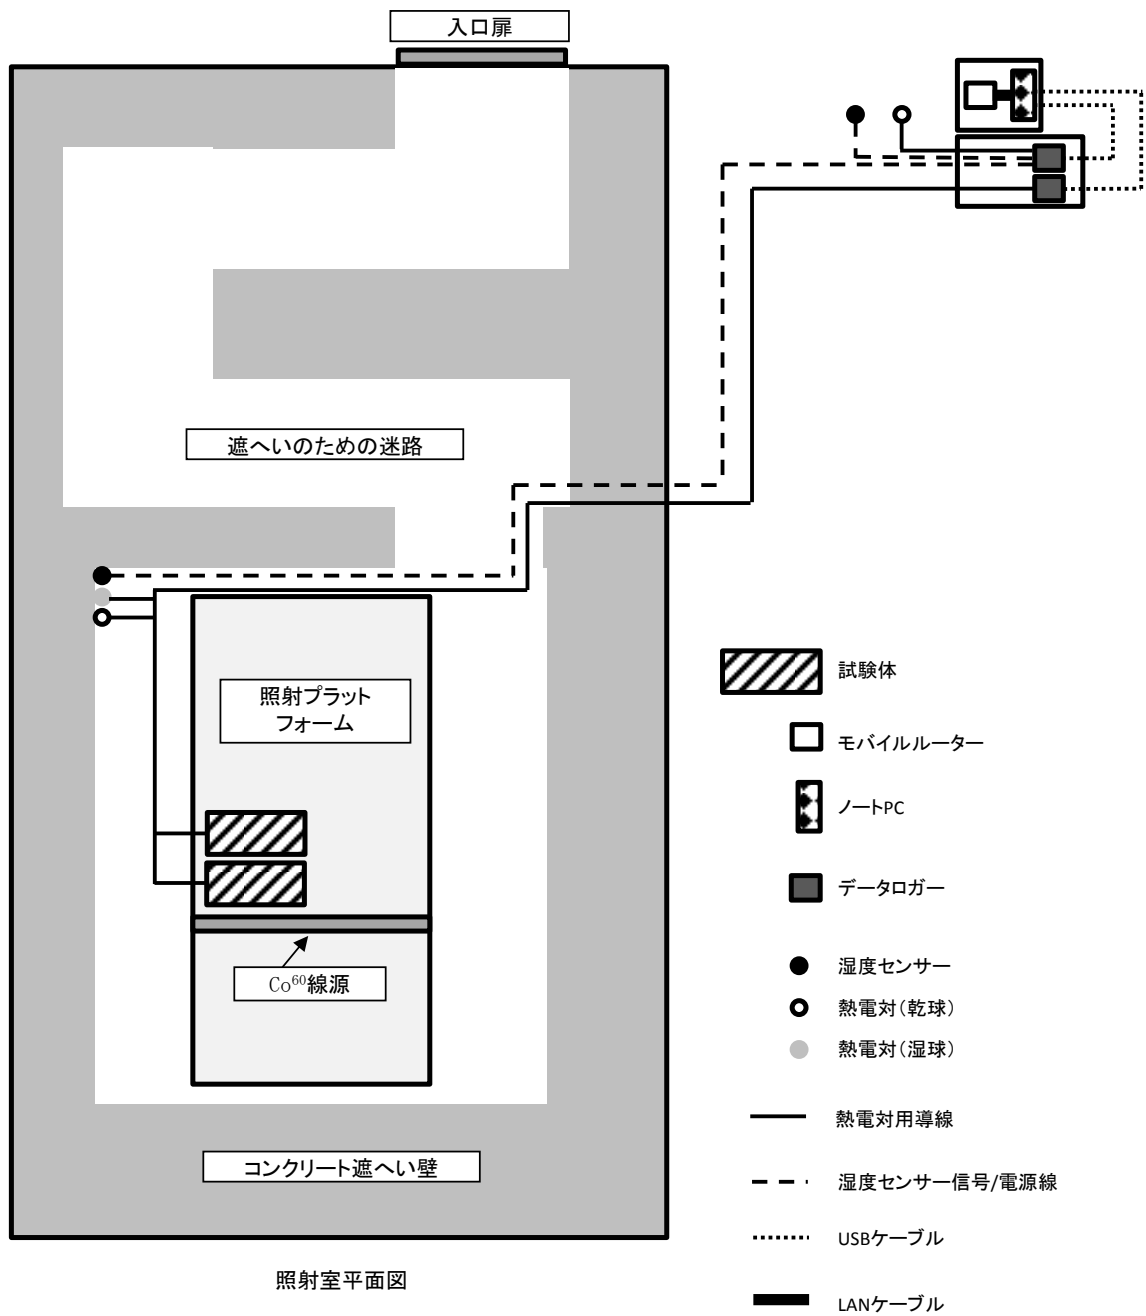 入口扉
遮へいのための迷路
照射プラット
フォーム
Co⁶⁰線源
コンクリート遮へい壁
照射室平面図
試験体
モバイルルーター
ノートPC
データロガー
湿度センサー
熱電対(乾球)
熱電対(湿球)
熱電対用導線
湿度センサー信号/電源線
USBケーブル
LANケーブル